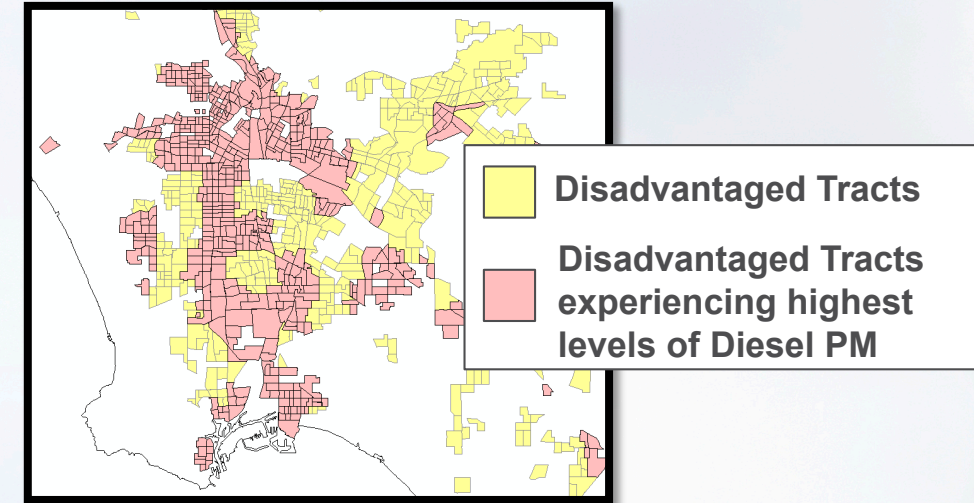 Disadvantaged Tracts
Disadvantaged Tracts
experiencing highest
levels of Diesel PM